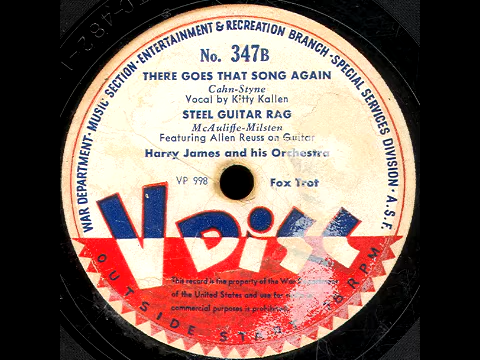 WAR DEPARTMENT-MUSIC SECTION-ENTERTAINMENT & RECREATION BRANCH-SPECIAL SERVICES DIVISION-A.S.F.
No. 347B
THERE GOES THAT SONG AGAIN
Cahn-Styne
Vocal by Kitty Kallen
STEEL GUITAR RAG
McAuliffe-Milsten
Featuring Allen Reuss on Guitar
Harry James and his Orchestra
VP 998 Fox Trot
V DISC
This record is the property of the War Department
of the United States and use for
commercial purposes is prohibited.
OUTSIDE START 78 RPM